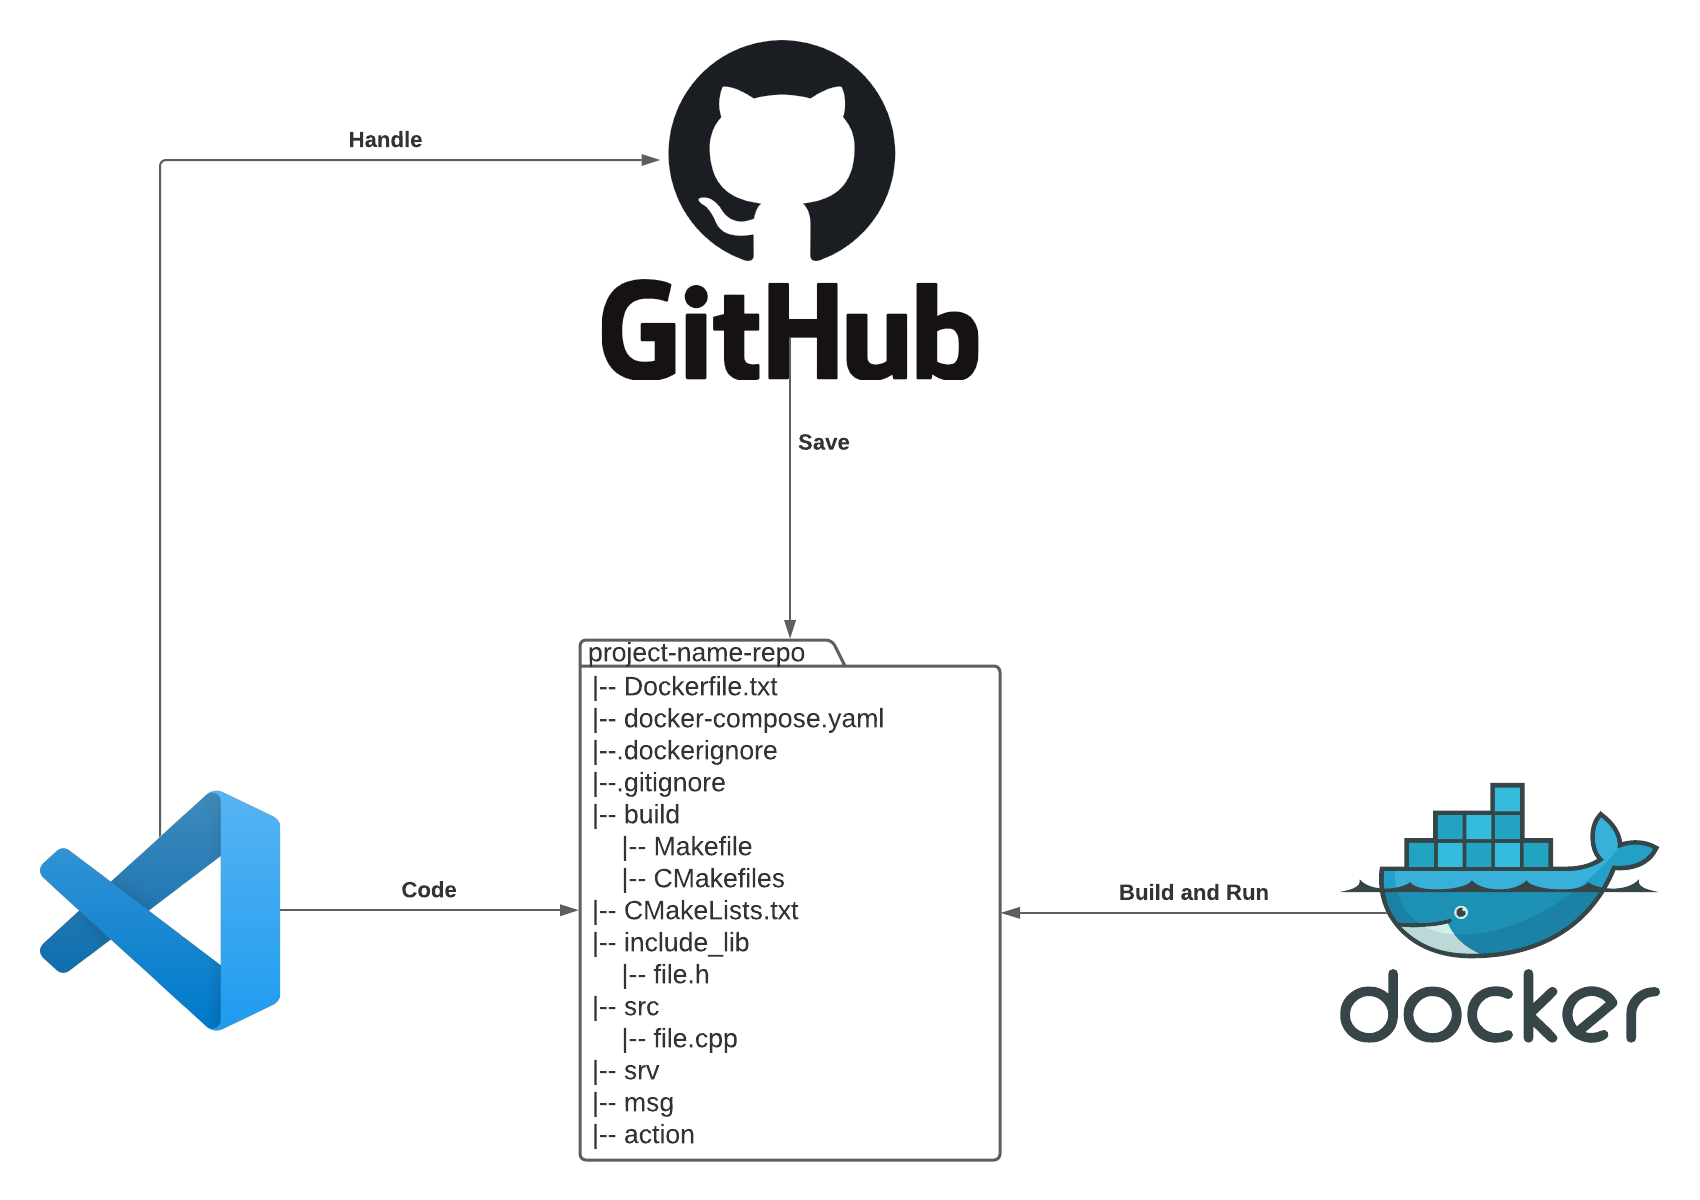 Handle
GitHub
Save
project-name-repo
|-- Dockerfile.txt
|-- docker-compose.yaml
|--.dockerignore
|--.gitignore
|-- build
|-- Makefile
|-- CMakefiles
|-- CMakeLists.txt
|-- include_lib
|-- file.h
|-- src
|-- file.cpp
|-- srv
|-- msg
|-- action
Code
Build and Run
docker